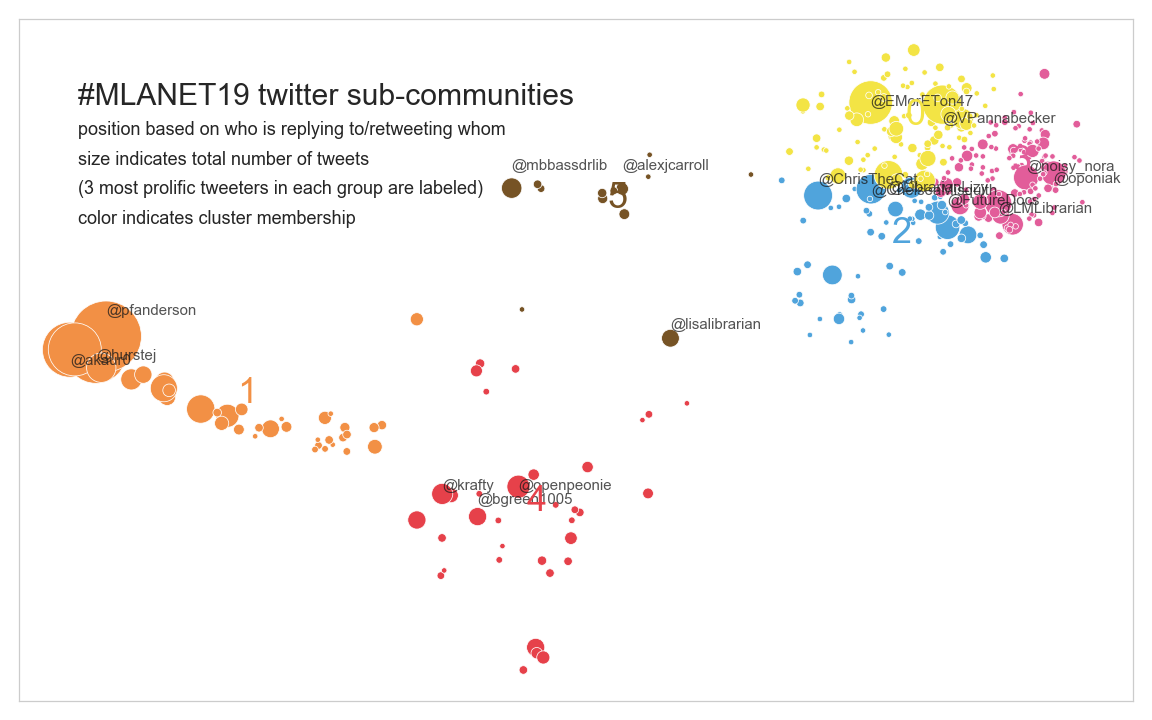 #MLANET19 twitter sub-communities
position based on who is replying to/retweeting whom
size indicates total number of tweets
(3 most prolific tweeters in each group are labeled)
color indicates cluster membership
@EMorETon47
0
@VPannabecker
@mbbassdrlib
@alexjcarroll
5
@noisy_nora
@oponiak
@ChrisTheCat
@FutureDocs
@LMLibrarian
2
@pfanderson
@lisalibrarian
@hurstej
@akaur0
1
@krafty
@openpeonie
@bgreen1005
4